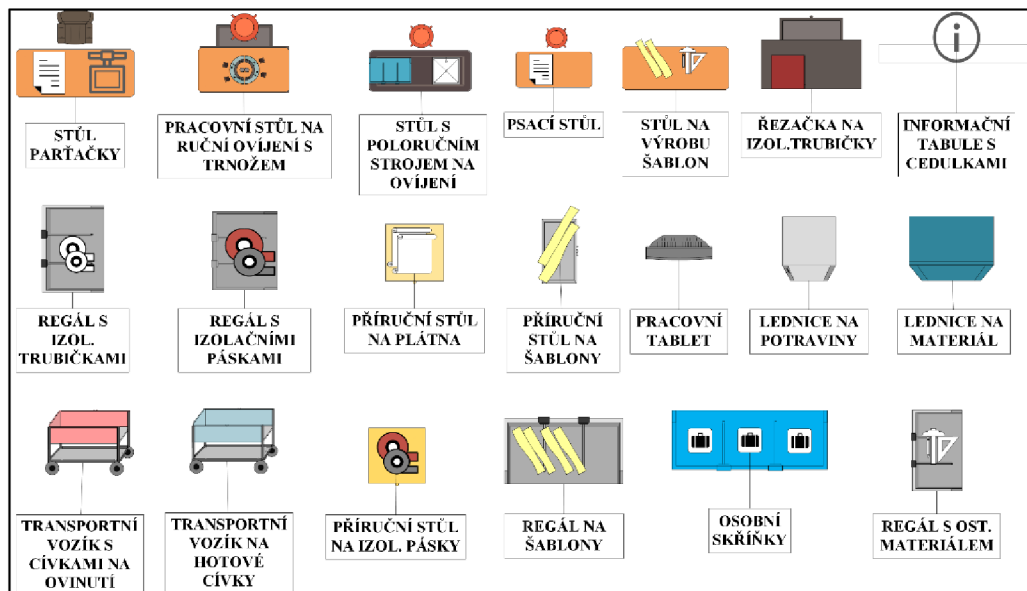 STŮL
PARŤAČKY
PRACOVNÍ STŮL NA
RUČNÍ OVÍJENÍ S
TRNOŽEM
STŮL S
POLORUČNÍM
STROJEM NA
OVÍJENÍ
PSACÍ STŮL
STŮL NA
VÝROBU
ŠABLON
ŘEZAČKA NA
IZOL.TRUBIČKY
INFORMAČNÍ
TABULE S
CEDULKAMI
REGÁL S
IZOL.
TRUBIČKAMI
REGÁL S
IZOLAČNÍMI
PÁSKAMI
PŘÍRUČNÍ STŮL
NA PLÁTNA
PŘÍRUČNÍ
STŮL NA
ŠABLONY
PRACOVNÍ
TABLET
LEDNICE NA
POTRAVINY
LEDNICE NA
MATERIÁL
TRANSPORTNÍ
VOZÍK S
CÍVKAMI NA
OVINUTÍ
TRANSPORTNÍ
VOZÍK NA
HOTOVÉ
CÍVKY
PŘÍRUČNÍ STŮL
NA IZOL. PÁSKY
REGÁL NA
ŠABLONY
OSOBNÍ
SKŘÍŇKY
REGÁL S OST.
MATERIÁLEM